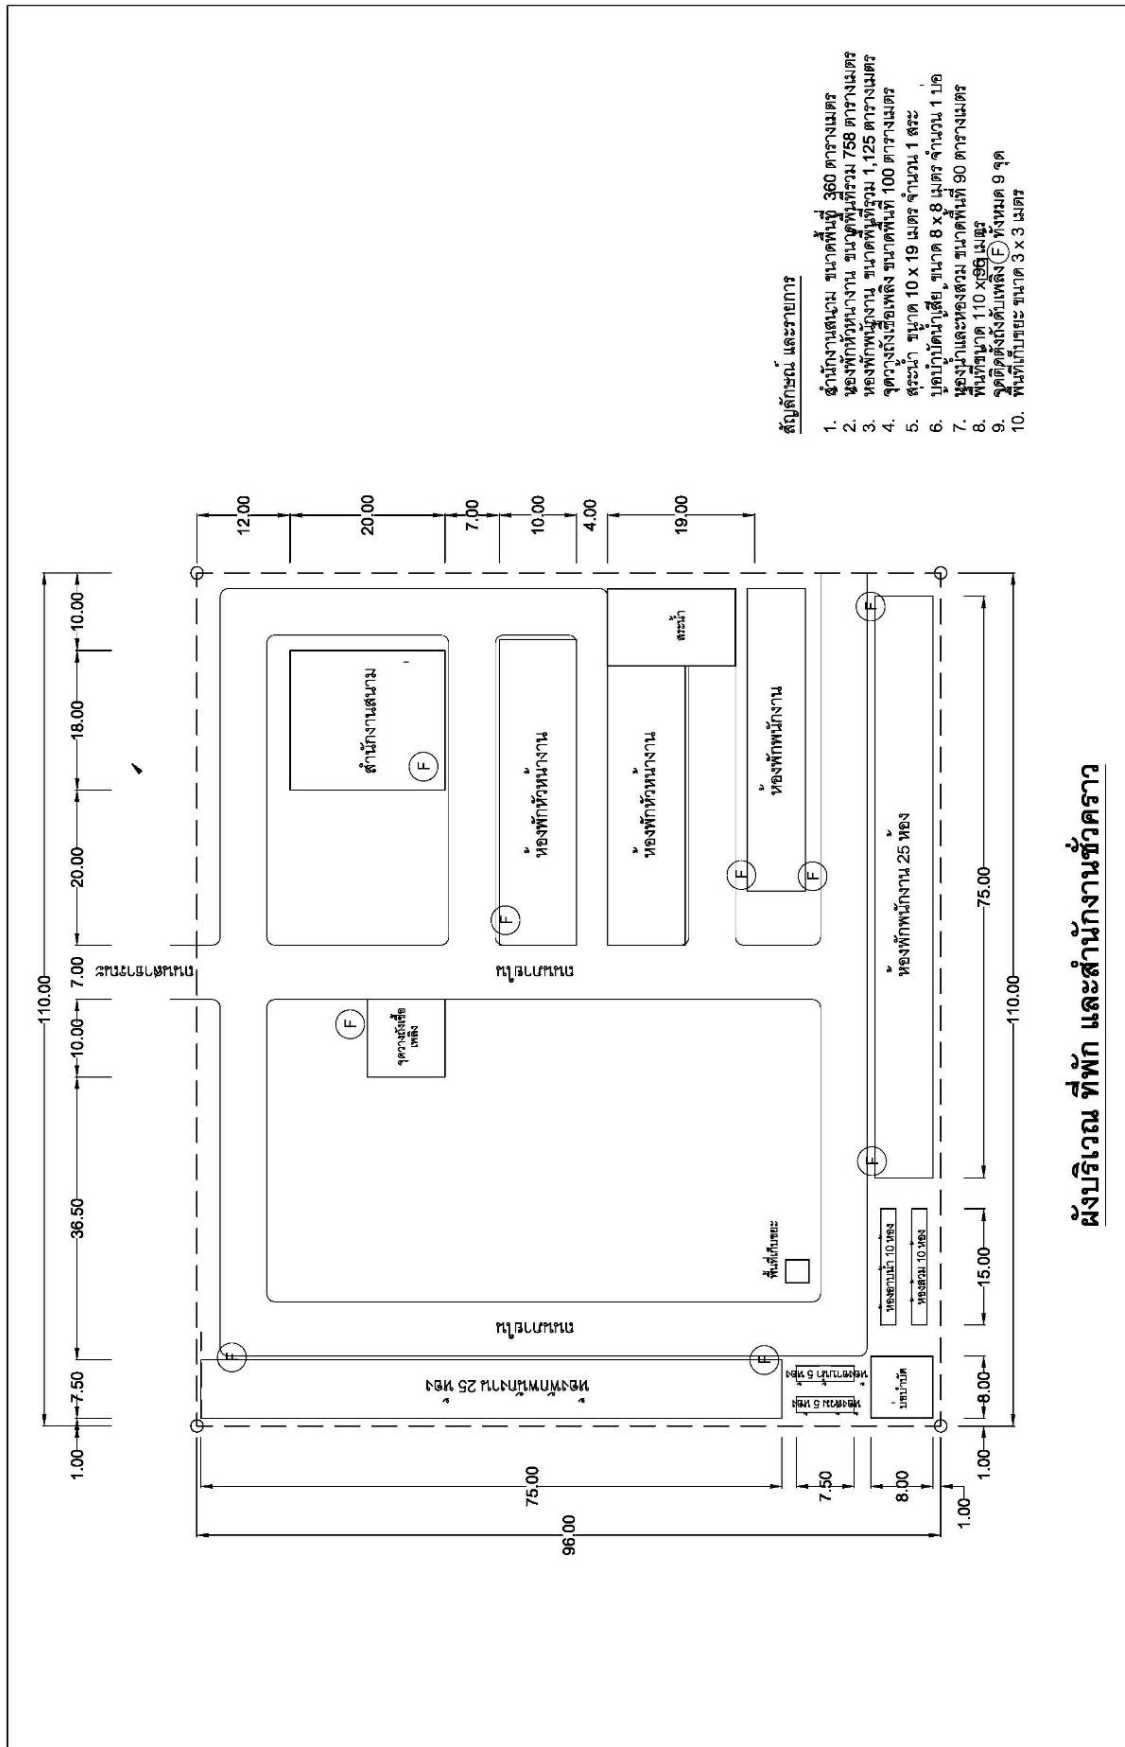 110.00
1.00
7.50
36.50
10.00
7.00
20.00
18.00
10.00
ถนนสาธารณะ
12.00
20.00
7.00
10.00
4.00
19.00
สำนักงานสนาม
F
จุดวางถังเชื้อ
เพลิง
F
ห้องพักหัวหน้างาน
F
ถนนภายใน
ห้องพักหัวหน้างาน
สระน้ำ
ห้องพักพนักงาน
F
F
พื้นที่เก็บขยะ
ถนนภายใน
ห้องพักพนักงาน 25 ห้อง
F
F
ห้องอาบน้ำ 5 ห้อง
ห้องส้วม 5 ห้อง
บ่อบำบัด
ห้องอาบน้ำ 10 ห้อง
ห้องส้วม 10 ห้อง
ห้องพักพนักงาน 25 ห้อง
F
F
75.00
7.50
8.00
1.00
96.00
1.00
8.00
15.00
75.00
110.00
สัญลักษณ์ และรายการ
1. สำนักงานสนาม ขนาดพื้นที่ 360 ตารางเมตร
2. ห้องพักหัวหน้างาน ขนาดพื้นที่รวม 758 ตารางเมตร
3. ห้องพักพนักงาน ขนาดพื้นที่รวม 1,125 ตารางเมตร
4. จุดวางถังเชื้อเพลิง ขนาดพื้นที่ 100 ตารางเมตร
5. สระน้ำ ขนาด 10 x 19 เมตร จำนวน 1 สระ
6. บ่อบำบัดน้ำเสีย ขนาด 8 x 8 เมตร จำนวน 1 บ่อ
7. ห้องน้ำและห้องส้วม ขนาดพื้นที่ 90 ตารางเมตร
8. พื้นที่ขนาด 110 x 96 เมตร
9. จุดติดตั้งถังดับเพลิง F ทั้งหมด 9 จุด
10. พื้นที่เก็บขยะ ขนาด 3 x 3 เมตร
ผังบริเวณ ที่พัก และสำนักงานชั่วคราว